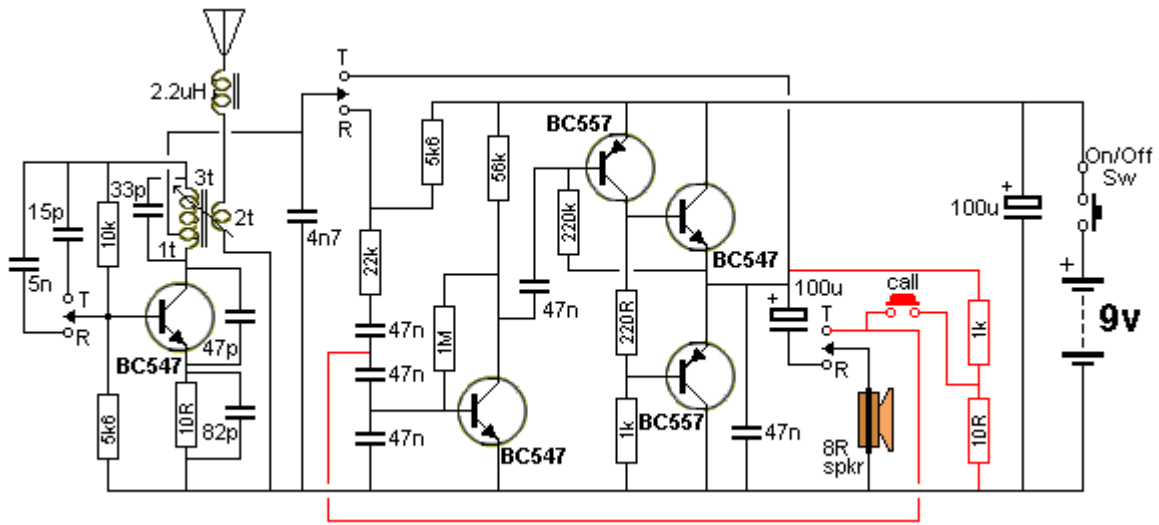 2.2uH
T
R
5k6
56k
BC557
On/Off
Sw
33p
3t
15p
10k
2t
4n7
220k
100u
+
5n
1t
22k
BC547
+
T
R
47n
220R
100u
+
call
1k
9v
47p
BC547
47n
1M
T
R
5k6
10R
82p
47n
47n
BC547
1k
BC557
47n
8R
spkr
10R